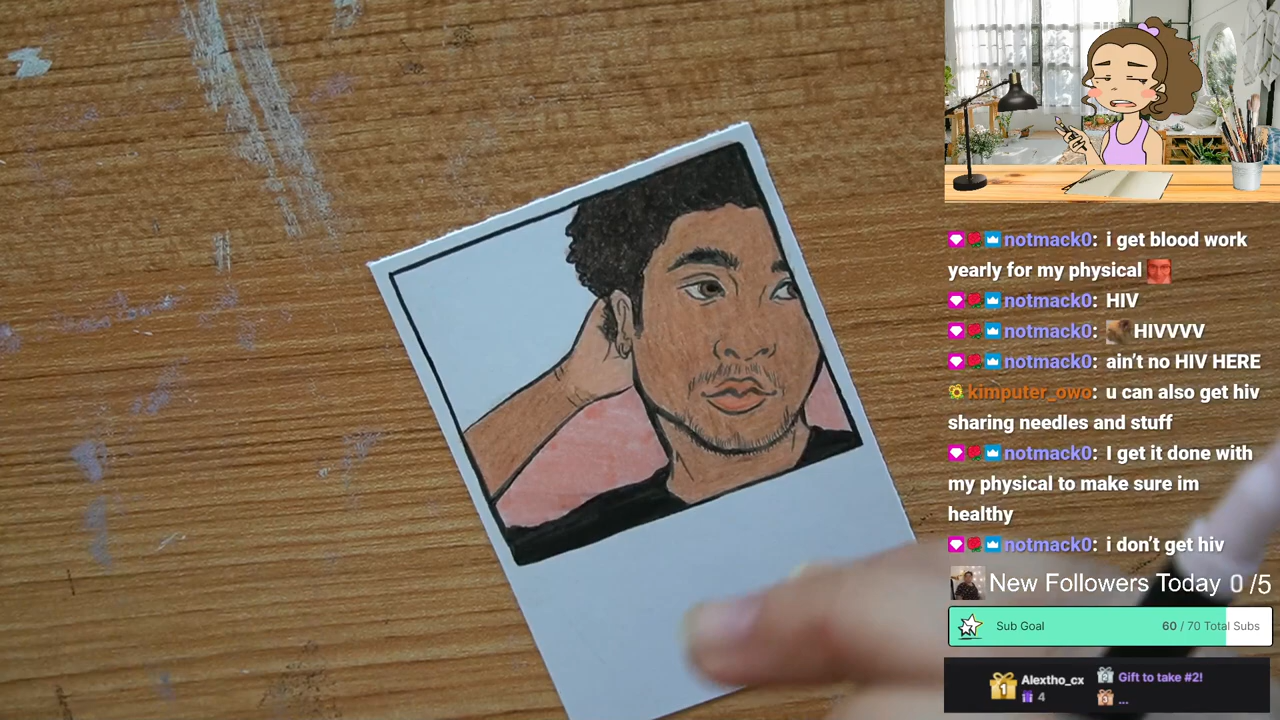 notmack0: i get blood work
yearly for my physical
notmack0: HIV
notmack0: HIVVVV
notmack0: ain't no HIV HERE
kimputer_owo: u can also get hiv
sharing needles and stuff
notmack0: I get it done with
my physical to make sure im
healthy
notmack0: i don't get hiv
New Followers Today 0 /5
Sub Goal 60 / 70 Total Subs
1 Alextho_cx Gift to take #2!
4 ...